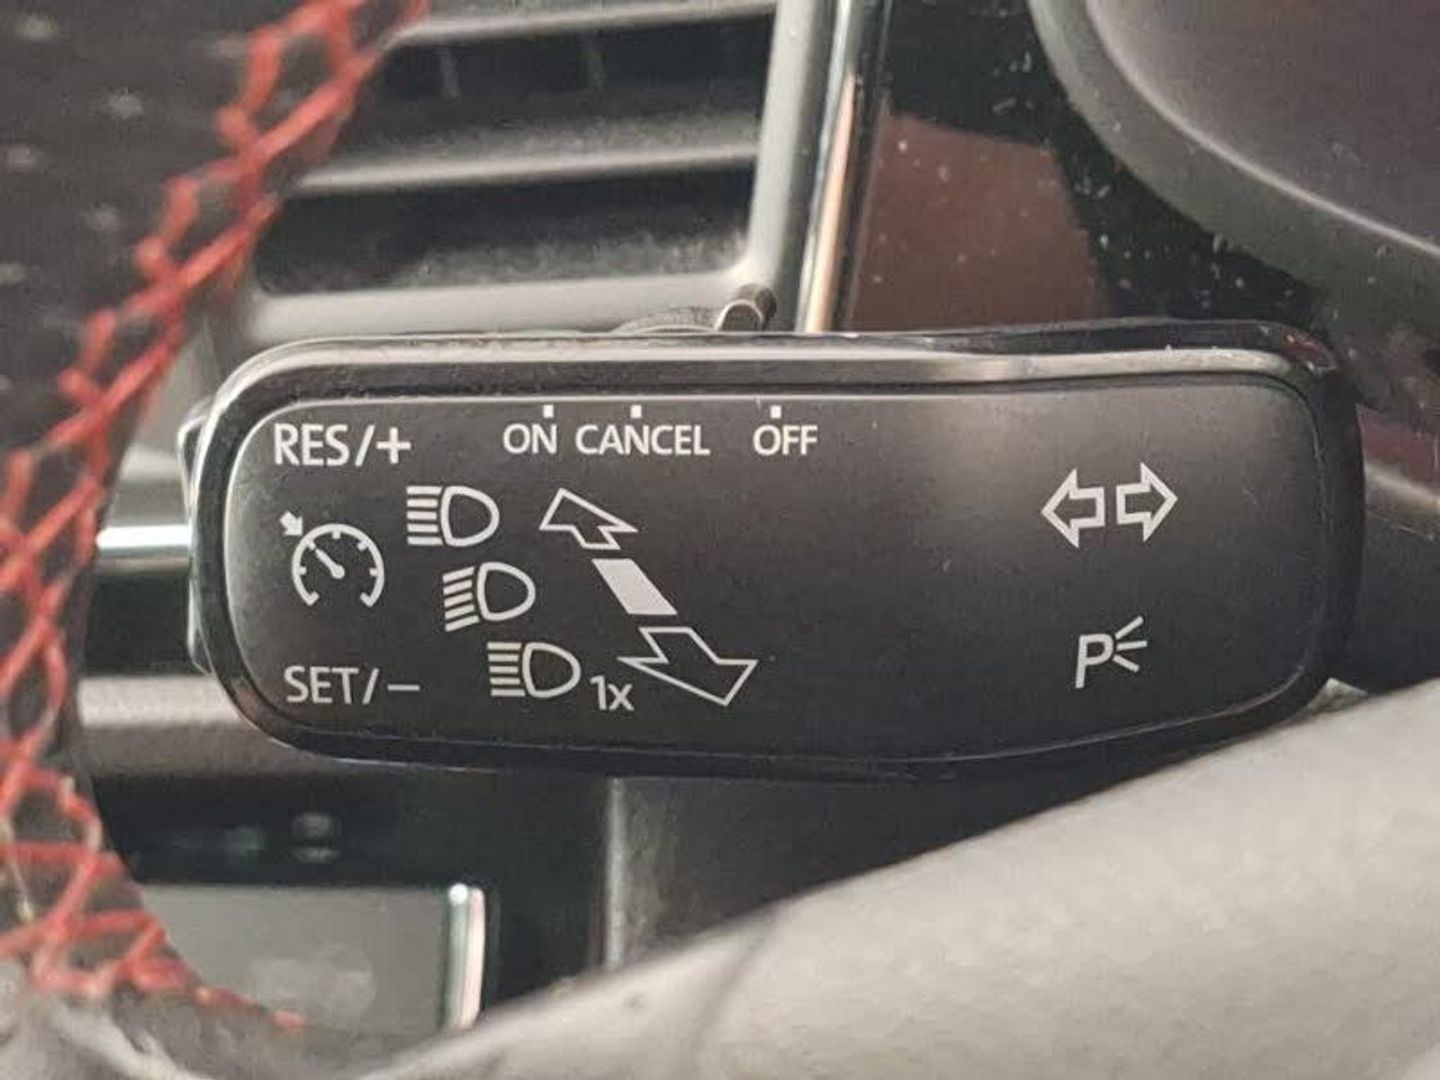 RES/+ ON CANCEL OFF
1x
SET/−
P